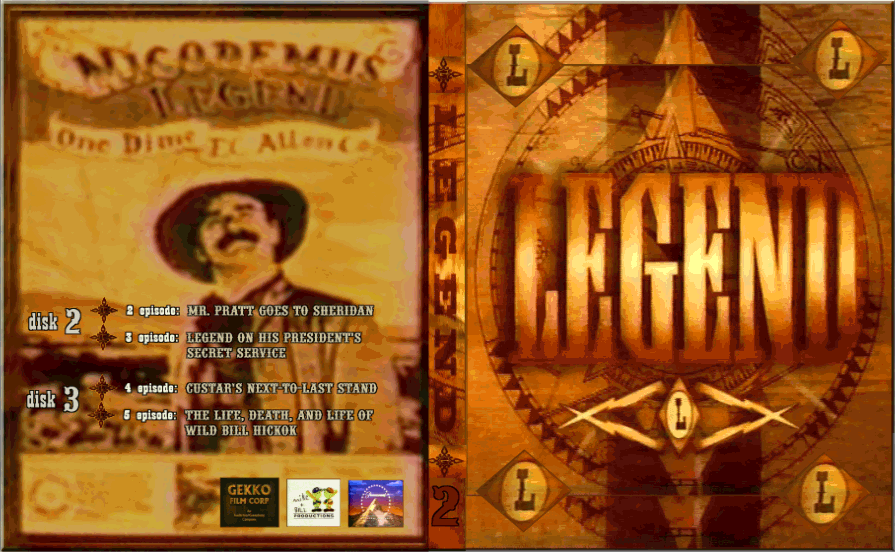 NICODEMUS
LEGEND
One Dime
disk 2
2 episode: MR. PRATT GOES TO SHERIDAN
3 episode: LEGEND ON HIS PRESIDENT'S
SECRET SERVICE
disk 3
4 episode: CUSTAR'S NEXT-TO-LAST STAND
5 episode: THE LIFE, DEATH, AND LIFE OF
WILD BILL HICKOK
GEKKO
FILM CORP
BILL
PRODUCTIONS
LEGEND
2
L
L
LEGEND
L
L
L